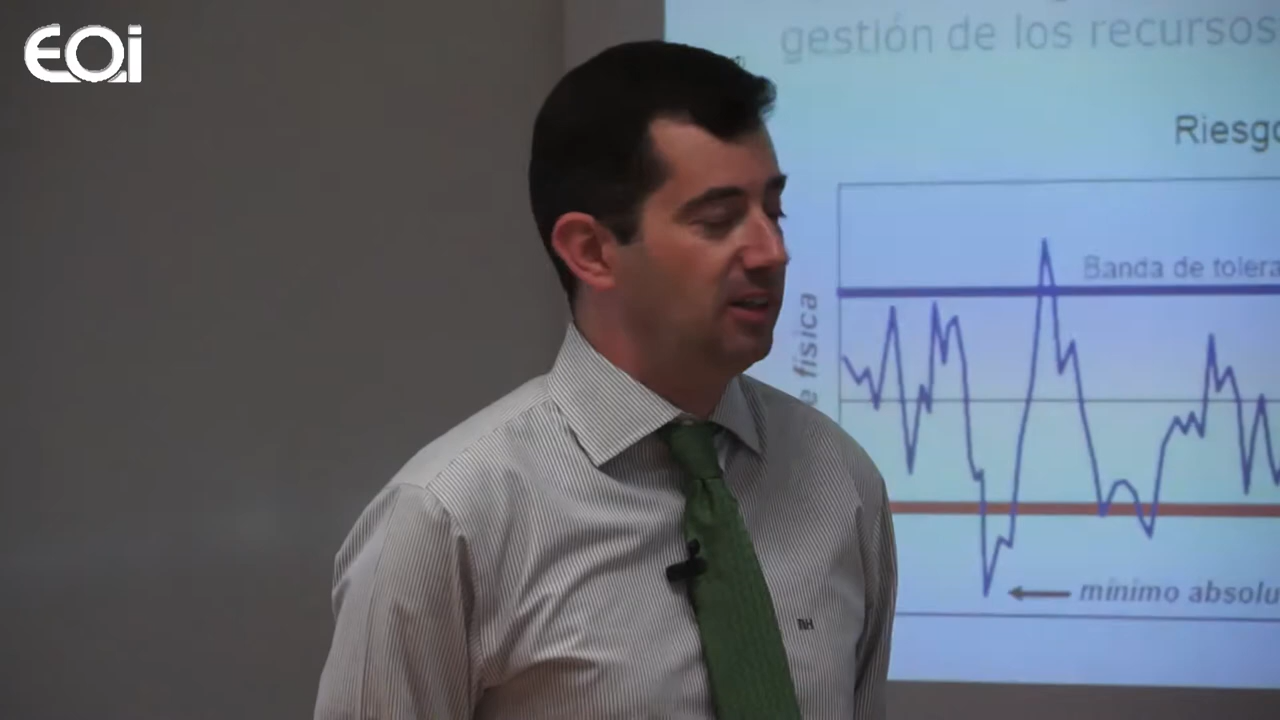 EOi
gestión de los recursos
Riesgo
Banda de tolera
e física
mínimo absolu